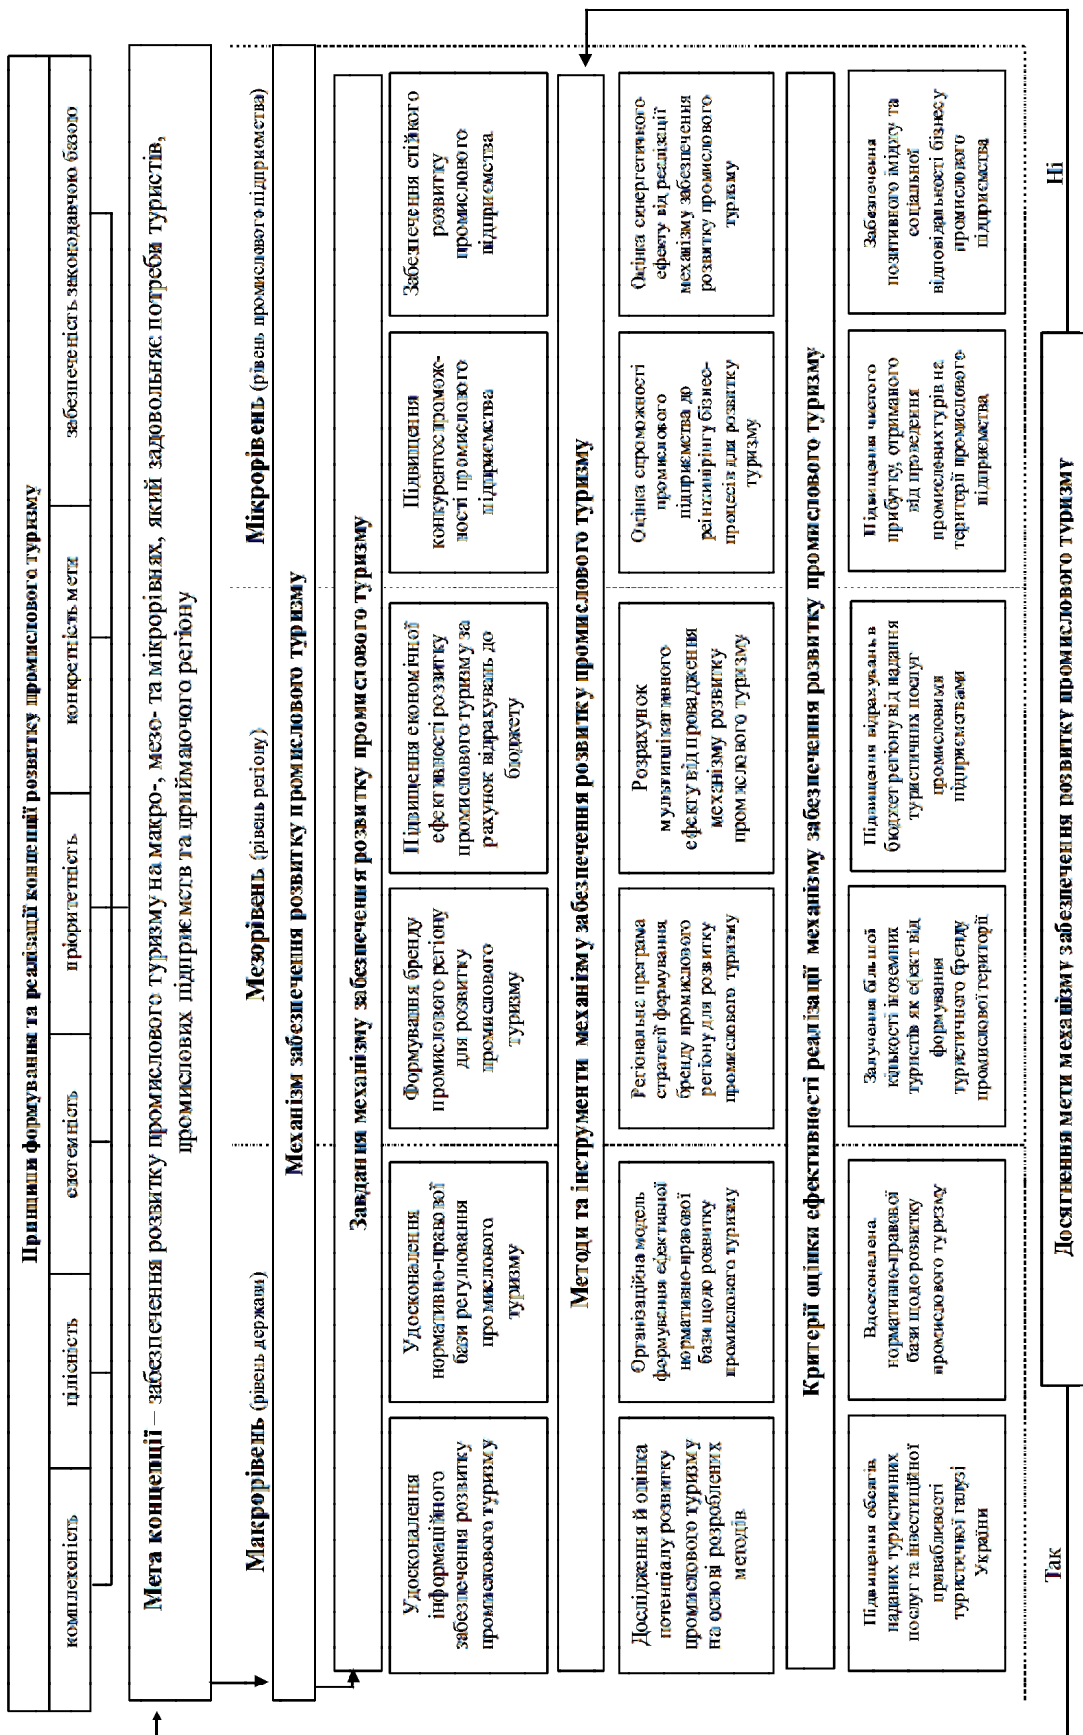 Принципи формування та реалізації концепції розвитку промислового туризму
комплексність
цілісність
системність
пріоритетність
конкретність мети
забезпеченість законодавчою базою
Мета концепції – забезпечення розвитку промислового туризму на макро-, мезо- та мікрорівнях, який задовольняє потреби туристів,
промислових підприємств та приймаючого регіону
Макрорівень (рівень держави)
Мезорівень (рівень регіону)
Мікрорівень (рівень промислового підприємства)
Механізм забезпечення розвитку промислового туризму
Завдання механізму забезпечення розвитку промислового туризму
Удосконалення
інформаційного
забезпечення розвитку
промислового туризму
Удосконалення
нормативно-правової
бази регулювання
промислового
туризму
Формування бренду
промислового регіону
для розвитку
промислового
туризму
Підвищення економічної
ефективності розвитку
промислового туризму за
рахунок відрахувань до
бюджету
Підвищення
конкурентоспромож-
ності промислового
підприємства
Забезпечення стійкого
розвитку
промислового
підприємства
Методи та інструменти механізму забезпечення розвитку промислового туризму
Дослідження й оцінка
потенціалу розвитку
промислового туризму
на основі розроблених
методів
Організаційна модель
формування ефективної
нормативно-правової
бази щодо розвитку
промислового туризму
Регіональна програма
стратегії формування
бренду промислового
регіону для розвитку
промислового туризму
Розрахунок
мультиплікативного
ефекту від провадження
механізму розвитку
промислового туризму
Оцінка спроможності
промислового
підприємства до
реінжинірінгу бізнес-
процесів для розвитку
туризму
Оцінка синергетичного
ефекту від реалізації
механізму забезпечення
розвитку промислового
туризму
Критерії оцінки ефективності реалізації механізму забезпечення розвитку промислового туризму
Підвищення обсягів
наданих туристичних
послуг та інвестиційної
привабливості
туристичної галузі
України
Вдосконалена
нормативно-правової
бази щодо розвитку
промислового туризму
Залучення більшої
кількості іноземних
туристів як ефект від
формування
туристичного бренду
промислової території
Підвищення відрахувань в
бюджет регіону від надання
туристичних послуг
промисловими
підприємствами
Підвищення чистого
прибутку, отриманого
від проведення
промислових турів на
території промислового
підприємства
Забезпечення
позитивного іміджу та
соціальної
відповідальності бізнесу
промислового
підприємства
Так
Досягнення мети механізму забезпечення розвитку промислового туризму
Ні